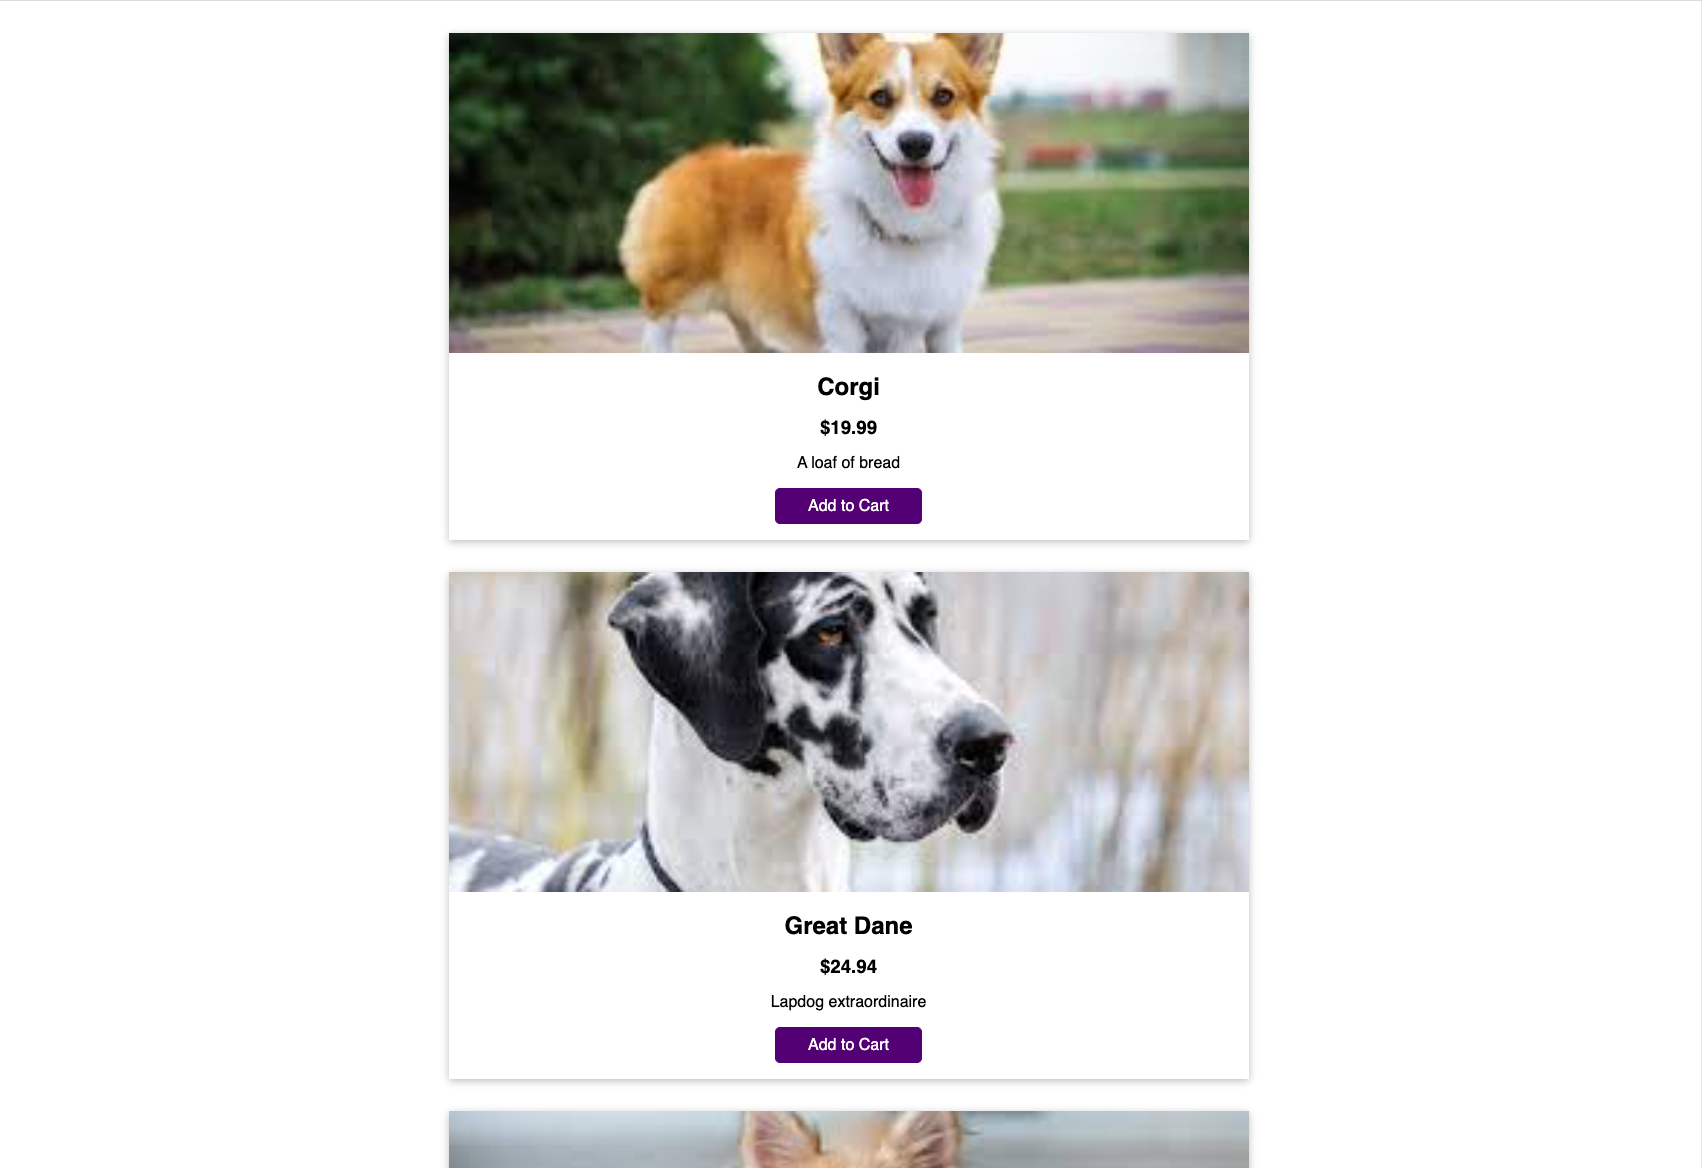 Corgi
$19.99
A loaf of bread
Add to Cart
Great Dane
$24.94
Lapdog extraordinaire
Add to Cart